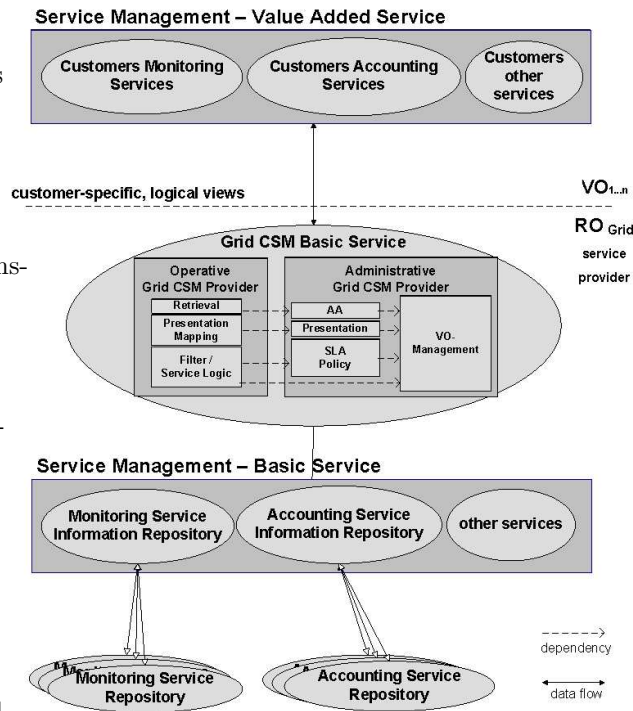 Service Management – Value Added Service
Customers Monitoring
Services
Customers Accounting
Services
Customers
other
services
s
customer-specific, logical views
VO1...n
RO Grid
service
provider
Grid CSM Basic Service
ns-
Operative
Grid CSM Provider
Administrative
Grid CSM Provider
Retrieval
Presentation
Mapping
Filter /
Service Logic
AA
Presentation
SLA
Policy
VO-
Management
-
Service Management – Basic Service
Monitoring Service
Information Repository
Accounting Service
Information Repository
other services
Monitoring Service
Repository
Accounting Service
Repository
dependency
data flow